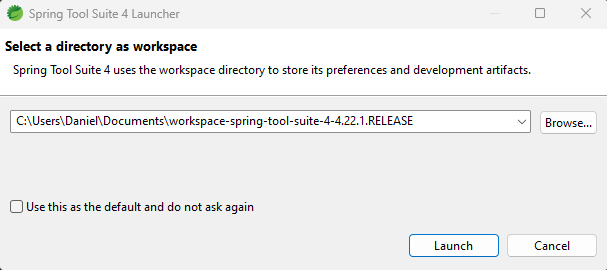 Spring Tool Suite 4 Launcher
Select a directory as workspace
Spring Tool Suite 4 uses the workspace directory to store its preferences and development artifacts.
C:\Users\Daniel\Documents\workspace-spring-tool-suite-4-4.22.1.RELEASE
Browse...
Use this as the default and do not ask again
Launch
Cancel